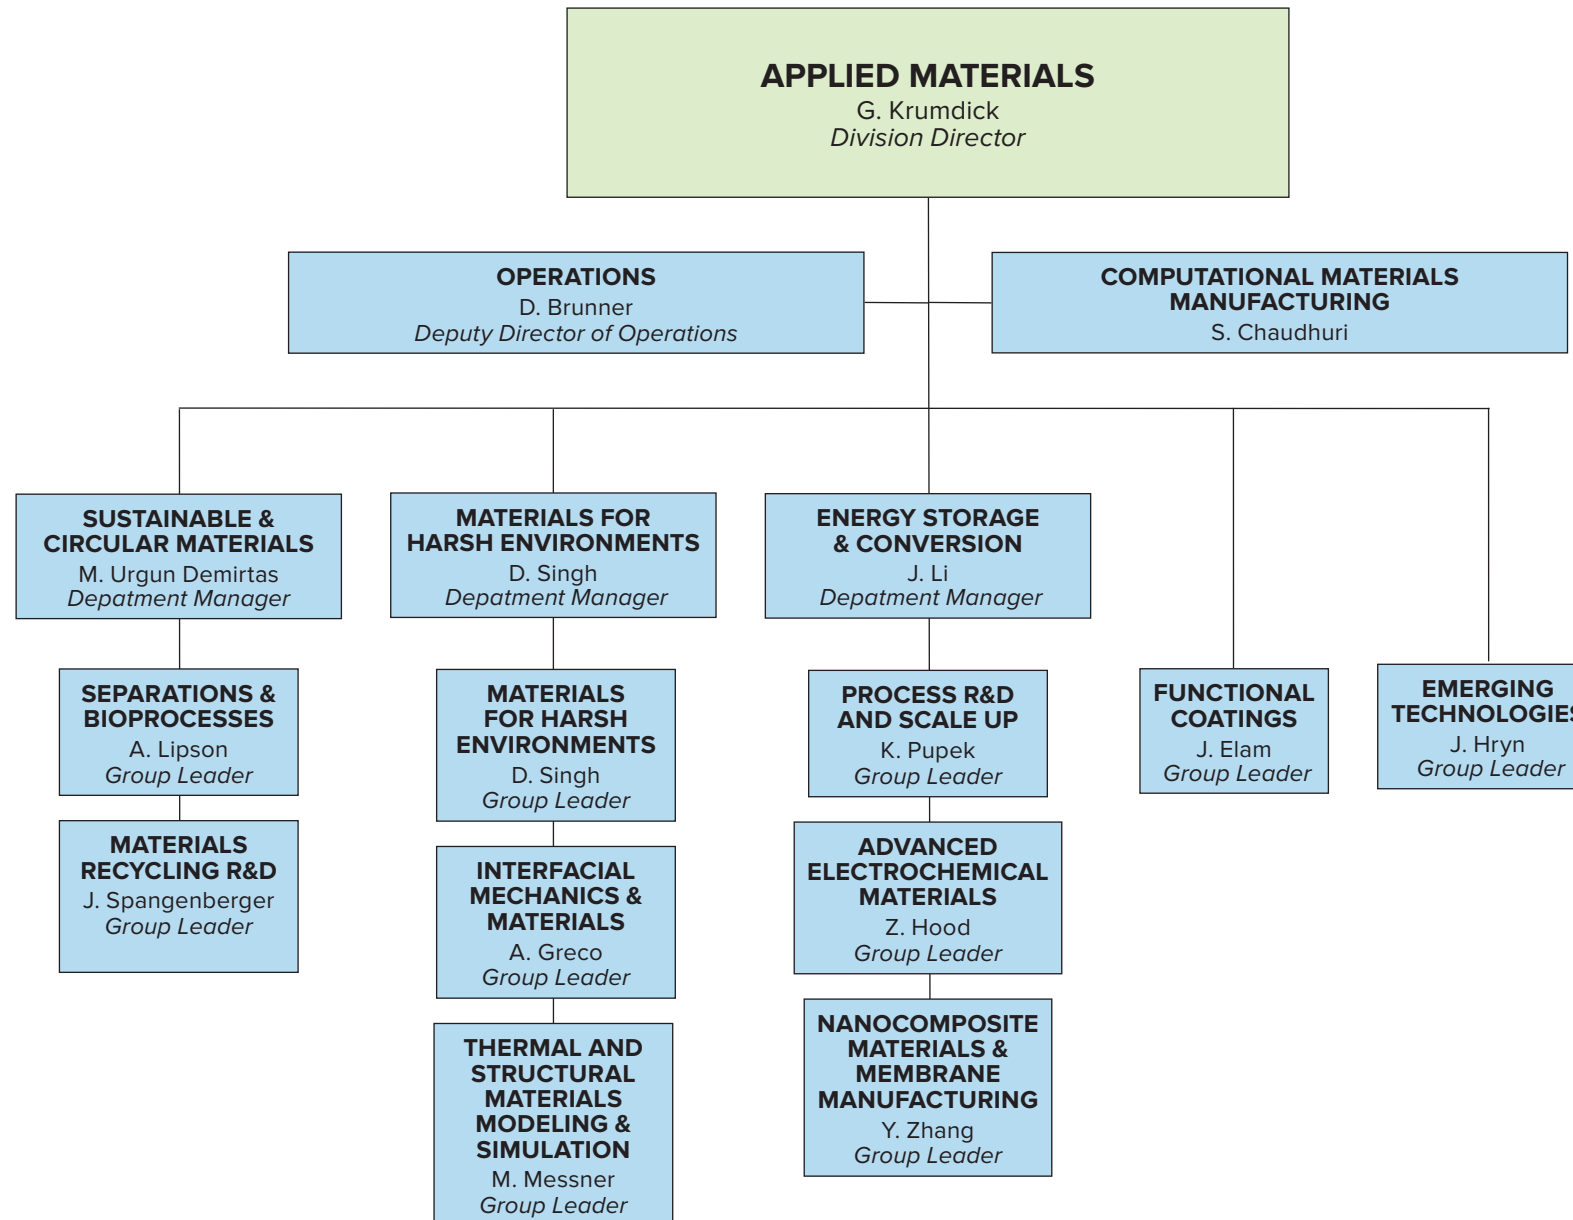 APPLIED MATERIALS
G. Krumdick
Division Director
OPERATIONS
D. Brunner
Deputy Director of Operations
COMPUTATIONAL MATERIALS
MANUFACTURING
S. Chaudhuri
SUSTAINABLE &
CIRCULAR MATERIALS
M. Urgun Demirtas
Depatment Manager
MATERIALS FOR
HARSH ENVIRONMENTS
D. Singh
Depatment Manager
ENERGY STORAGE
& CONVERSION
J. Li
Depatment Manager
SEPARATIONS &
BIOPROCESSES
A. Lipson
Group Leader
MATERIALS
RECYCLING R&D
J. Spangenberger
Group Leader
MATERIALS
FOR HARSH
ENVIRONMENTS
D. Singh
Group Leader
INTERFACIAL
MECHANICS &
MATERIALS
A. Greco
Group Leader
THERMAL AND
STRUCTURAL
MATERIALS
MODELING &
SIMULATION
M. Messner
Group Leader
PROCESS R&D
AND SCALE UP
K. Pupek
Group Leader
ADVANCED
ELECTROCHEMICAL
MATERIALS
Z. Hood
Group Leader
NANOCOMPOSITE
MATERIALS &
MEMBRANE
MANUFACTURING
Y. Zhang
Group Leader
FUNCTIONAL
COATINGS
J. Elam
Group Leader
EMERGING
TECHNOLOGIES
J. Hryn
Group Leader